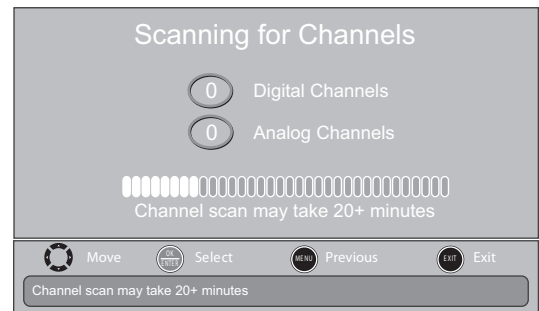 Scanning for Channels
0 Digital Channels
0 Analog Channels
Channel scan may take 20+ minutes
Move OK ENTER Select MENU Previous EXIT Exit
Channel scan may take 20+ minutes